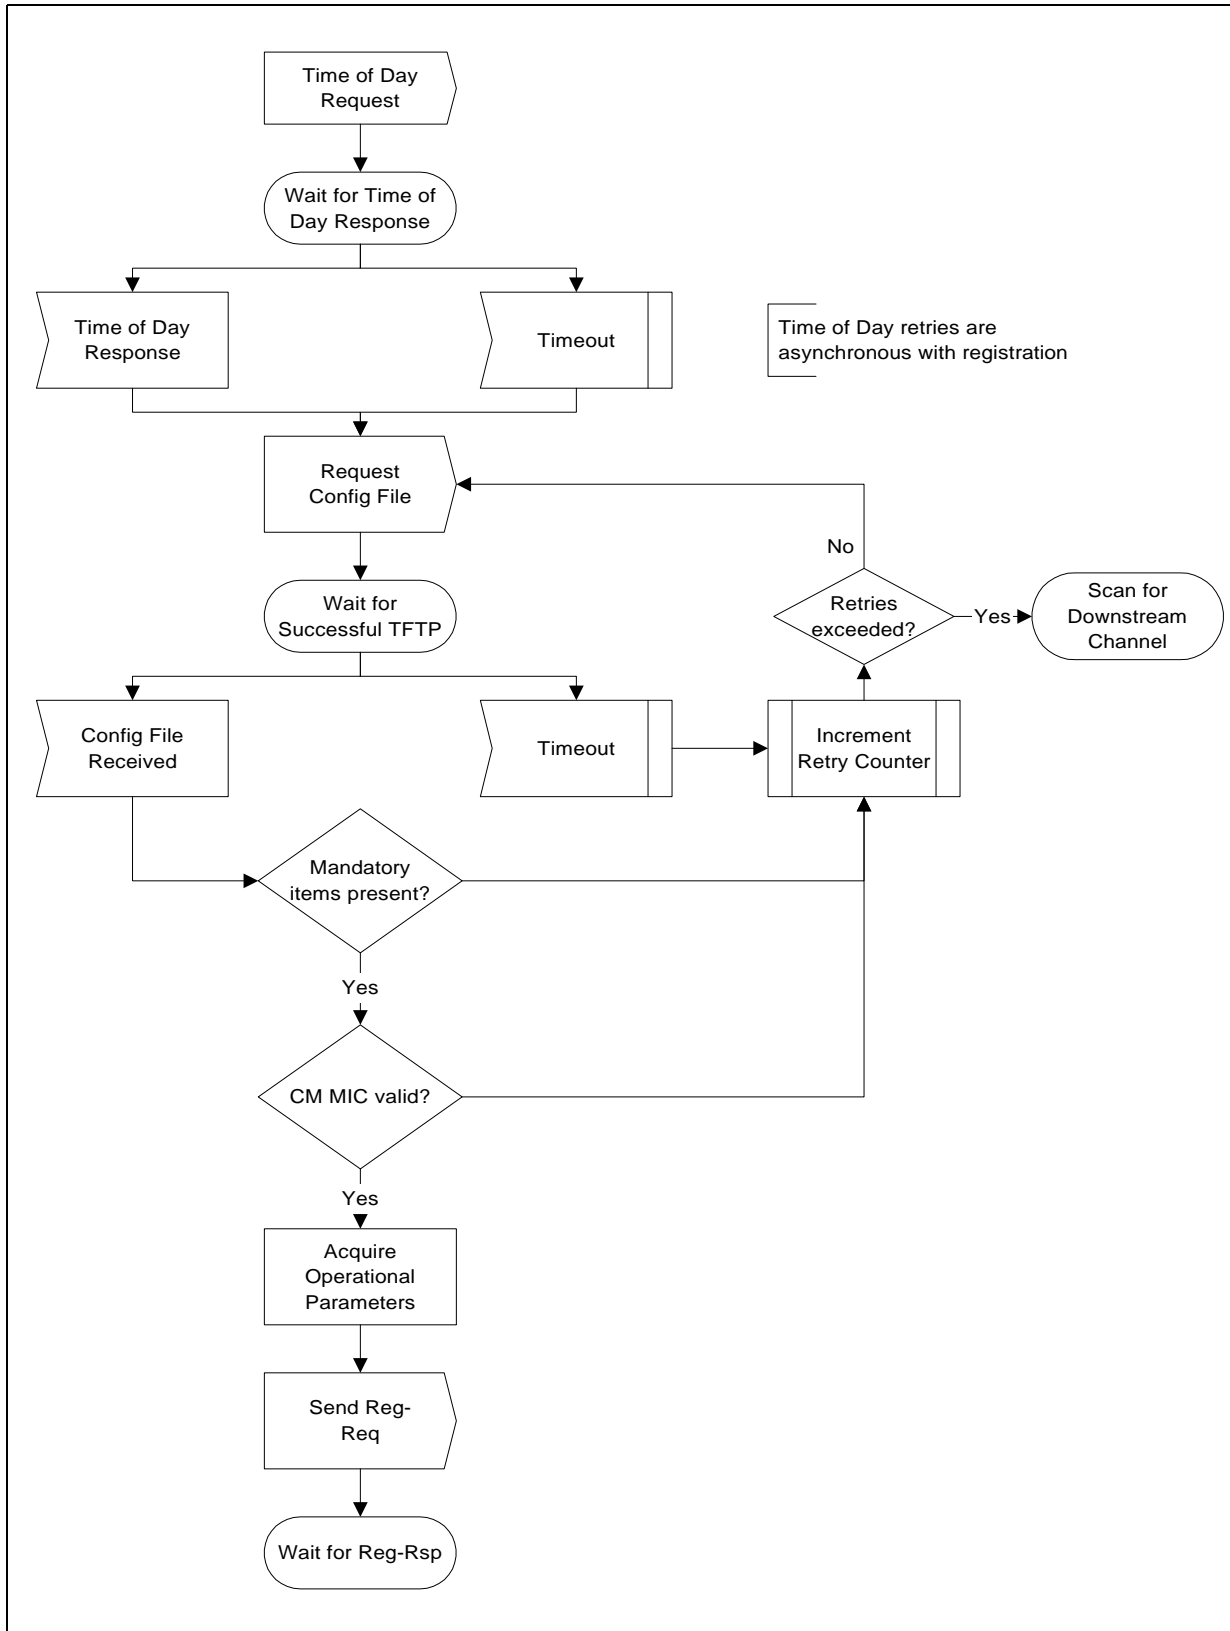 Time of Day
Request
Wait for Time of
Day Response
Time of Day
Response
Timeout
Time of Day retries are
asynchronous with registration
Request
Config File
No
Wait for
Successful TFTP
Retries
exceeded?
Yes
Scan for
Downstream
Channel
Config File
Received
Timeout
Increment
Retry Counter
Mandatory
items present?
Yes
CM MIC valid?
Yes
Acquire
Operational
Parameters
Send Reg-
Req
Wait for Reg-Rsp